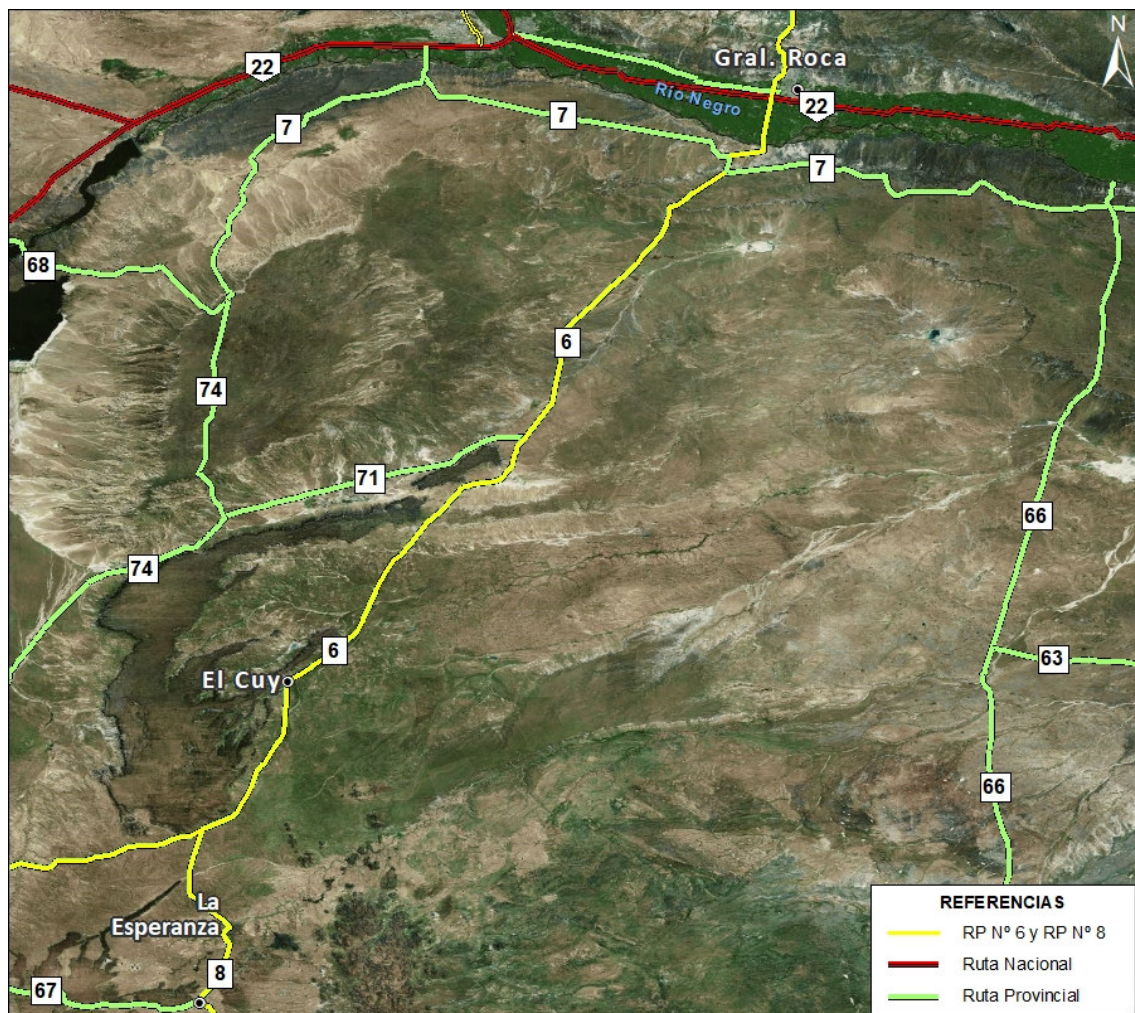 N
Gral. Roca
22
Río Negro
22
7
7
7
68
6
74
71
66
74
6
63
El Cuy
66
La
Esperanza
8
67
REFERENCIAS
RP Nº 6 y RP Nº 8
Ruta Nacional
Ruta Provincial